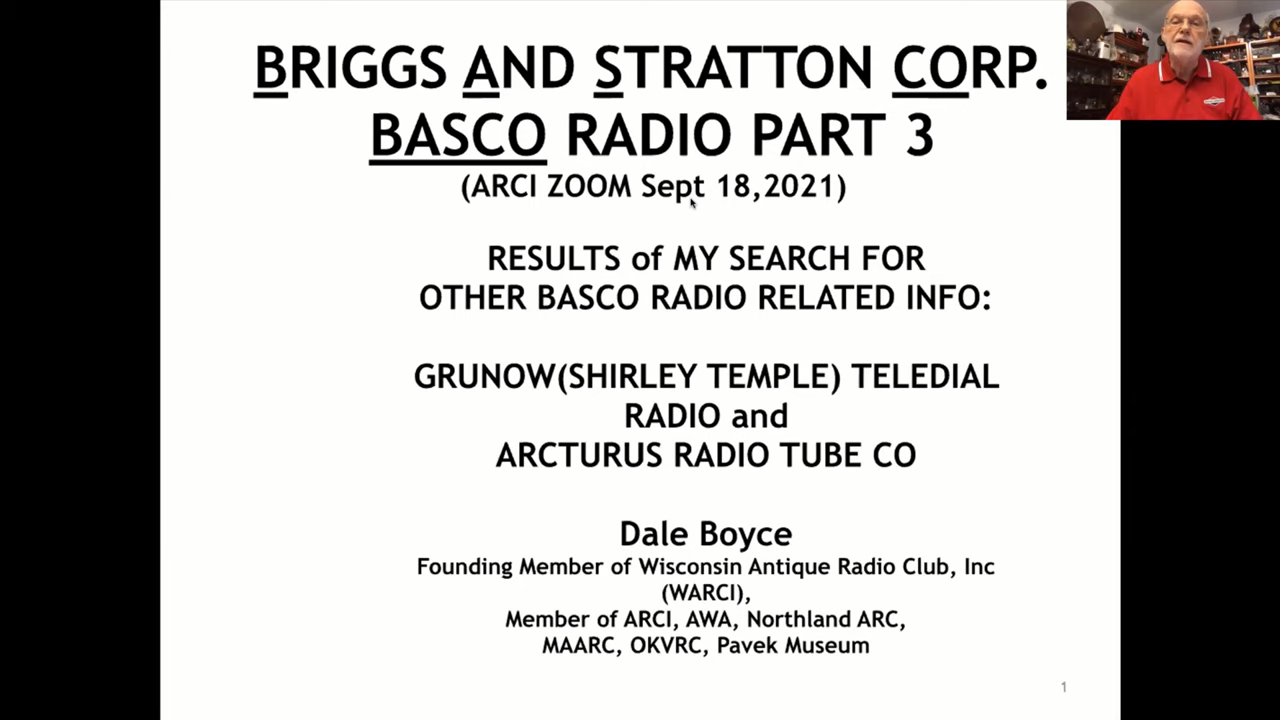 BRIGGS AND STRATTON CORP.
BASCO RADIO PART 3
(ARCI ZOOM Sept 18,2021)
RESULTS of MY SEARCH FOR
OTHER BASCO RADIO RELATED INFO:
GRUNOW(SHIRLEY TEMPLE) TELEDIAL
RADIO and
ARCTURUS RADIO TUBE CO
Dale Boyce
Founding Member of Wisconsin Antique Radio Club, Inc
(WARCI),
Member of ARCI, AWA, Northland ARC,
MAARC, OKVRC, Pavek Museum
1